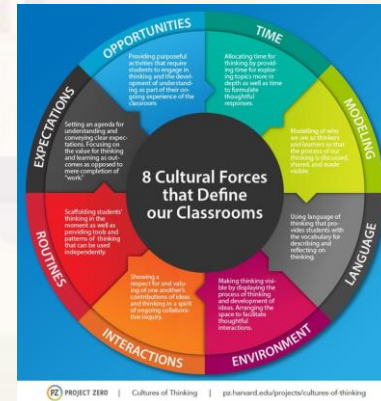 OPPORTUNITIES
Providing purposeful
activities that require
students to engage in
thinking and the dev-
elopment of understand-
ing as part of their on-
going experience of the
classroom
TIME
Allocating time for
thinking by provid-
ing time for explor-
ing topics more in
depth as well as time
to formulate
thoughtful
responses.
MODELING
Modelling of who
we are as thinkers
and learners so that
the process of our
thinking is discussed,
shared, and made
visible.
LANGUAGE
Using language of
thinking that pro-
vides students with
the vocabulary for
describing and
reflecting on
thinking.
ENVIRONMENT
Making thinking visi-
ble by displaying the
process of thinking
and development of
ideas. Arranging the
space to facilitate
thoughtful
interactions.
INTERACTIONS
Showing a
respect for and valu-
ing of one another's
contributions of ideas
and thinking in a spirit
of ongoing collabora-
tive inquiry.
ROUTINES
Scaffolding students'
thinking in the
moment as well as
providing tools and
patterns of thinking
that can be used
independently.
EXPECTATIONS
Setting an agenda for
understanding and
conveying clear expec-
tations. Focusing on
the value for thinking
and learning as out-
comes as opposed to
mere completion of
"work."
8 Cultural Forces
that Define
our Classrooms
PZ PROJECT ZERO | Cultures of Thinking | pz.harvard.edu/projects/cultures-of-thinking